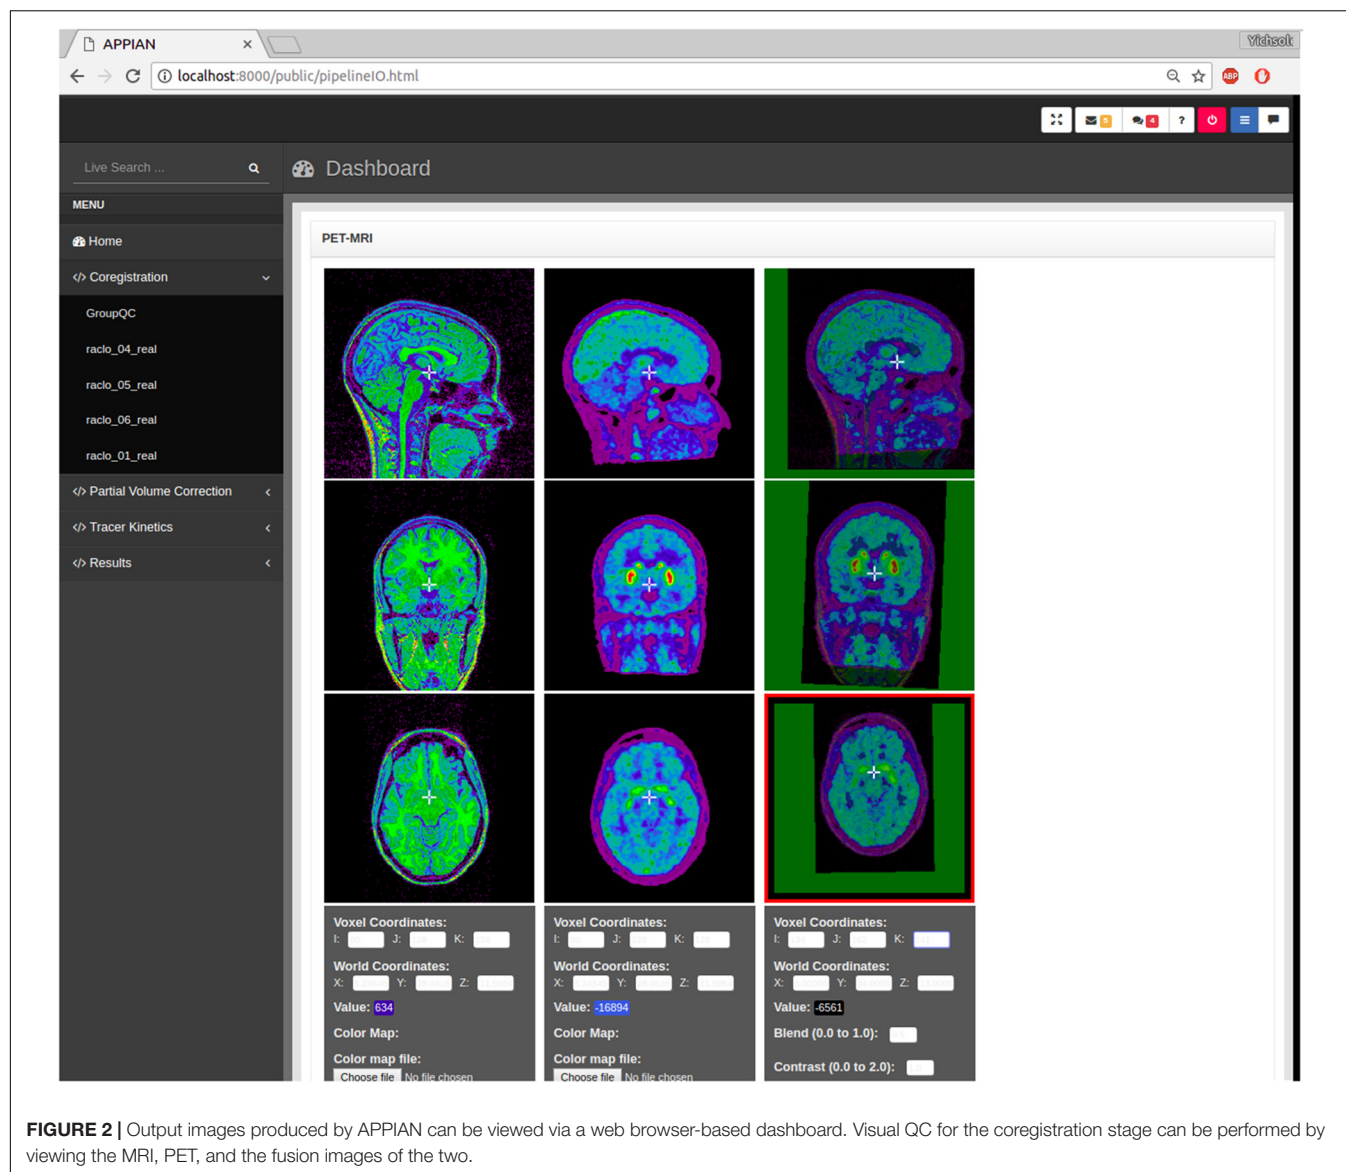 APPIAN
Yichsok
localhost:8000/public/pipelineIO.html
ABP
5
4
?
Live Search ...
Dashboard
MENU
Home
</> Coregistration
GroupQC
raclo_04_real
raclo_05_real
raclo_06_real
raclo_01_real
</> Partial Volume Correction
</> Tracer Kinetics
</> Results
PET-MRI
Voxel Coordinates:
I: J: K:
World Coordinates:
X: Y: Z:
Value: 634
Color Map:
Color map file:
Choose file No file chosen
Voxel Coordinates:
I: J: K:
World Coordinates:
X: Y: Z:
Value: -16894
Color Map:
Color map file:
Choose file No file chosen
Voxel Coordinates:
I: J: K:
World Coordinates:
X: Y: Z:
Value: -6561
Blend (0.0 to 1.0):
Contrast (0.0 to 2.0):
FIGURE 2 | Output images produced by APPIAN can be viewed via a web browser-based dashboard. Visual QC for the coregistration stage can be performed by
viewing the MRI, PET, and the fusion images of the two.